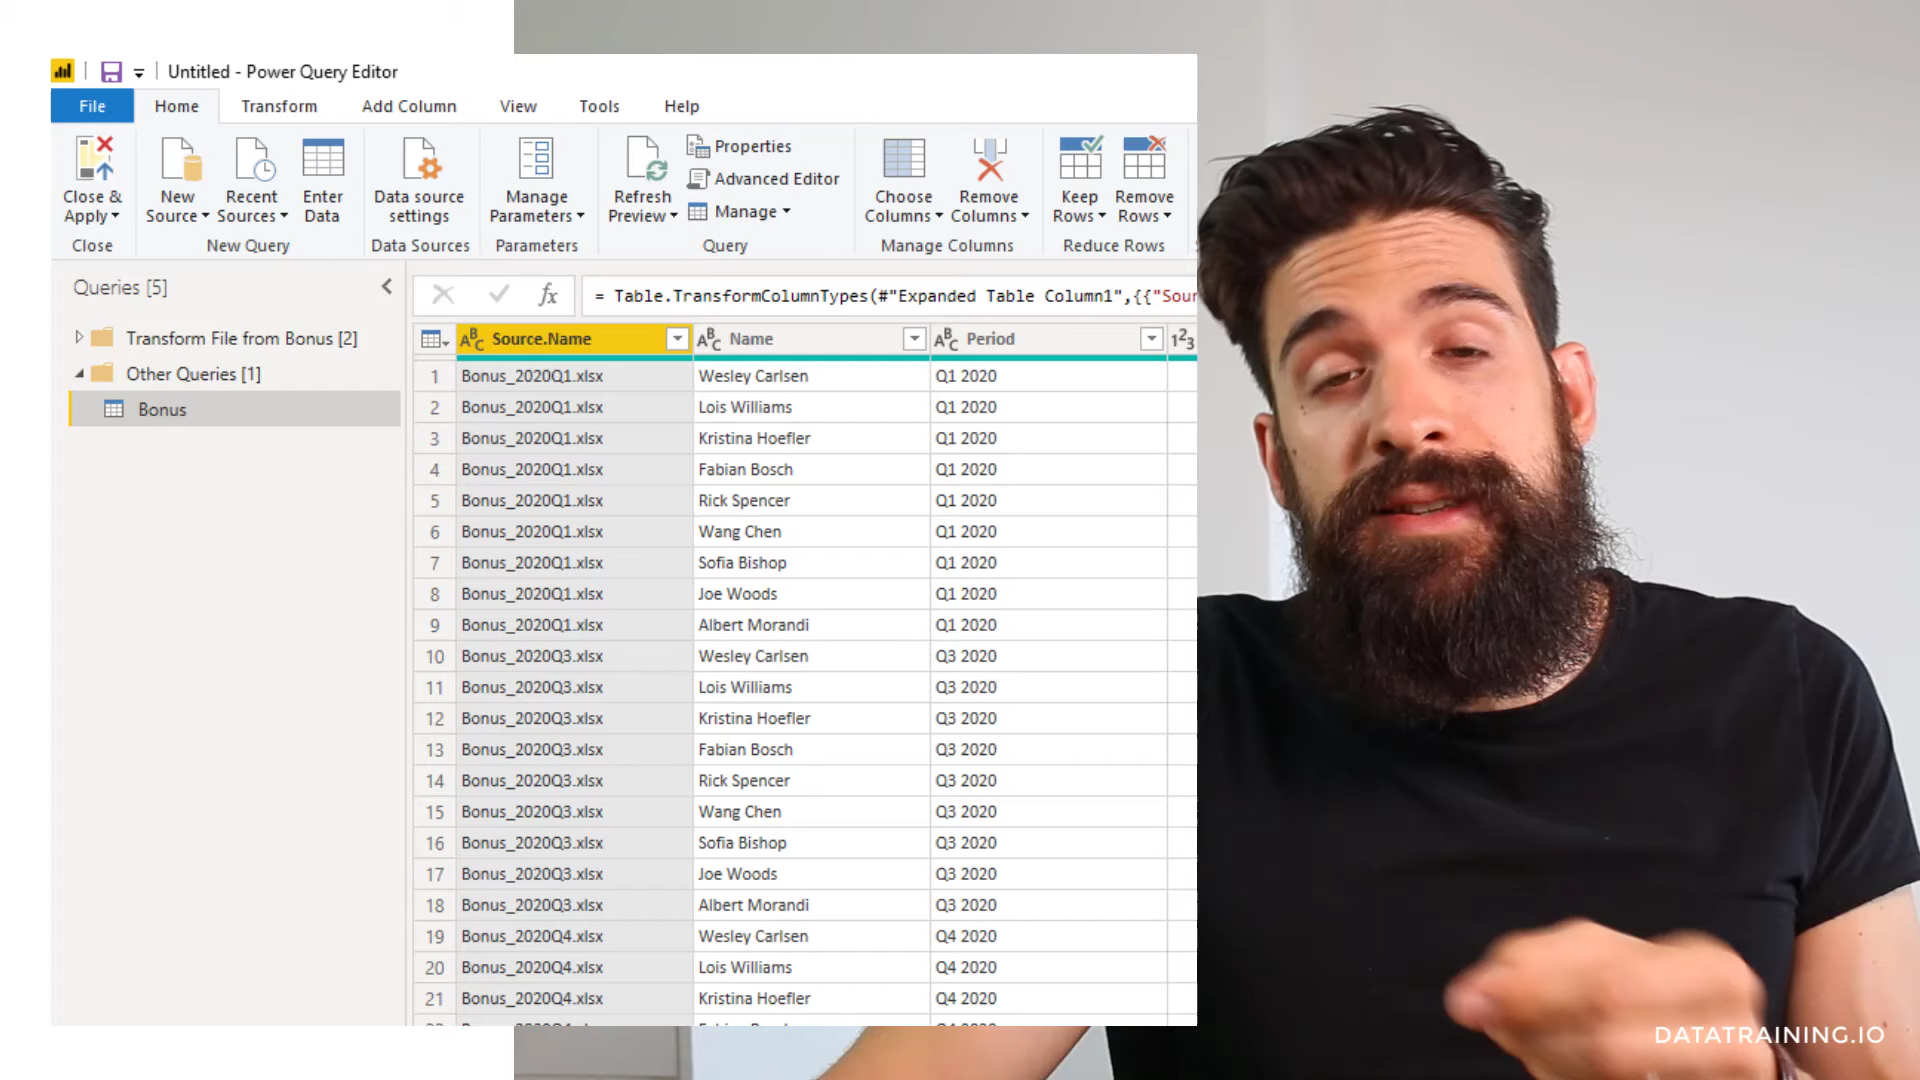 Untitled - Power Query Editor
File Home Transform Add Column View Tools Help
Close & Apply
New Source
Recent Sources
Enter Data
Data source settings
Manage Parameters
Refresh Preview
Properties
Advanced Editor
Manage
Choose Columns
Remove Columns
Keep Rows
Remove Rows
Close New Query Data Sources Parameters Query Manage Columns Reduce Rows
Queries [5]
Transform File from Bonus [2]
Other Queries [1]
Bonus
fx = Table.TransformColumnTypes(#"Expanded Table Column1",{{"Sour
ABC Source.Name ABC Name ABC Period 123
1 Bonus_2020Q1.xlsx Wesley Carlsen Q1 2020
2 Bonus_2020Q1.xlsx Lois Williams Q1 2020
3 Bonus_2020Q1.xlsx Kristina Hoefler Q1 2020
4 Bonus_2020Q1.xlsx Fabian Bosch Q1 2020
5 Bonus_2020Q1.xlsx Rick Spencer Q1 2020
6 Bonus_2020Q1.xlsx Wang Chen Q1 2020
7 Bonus_2020Q1.xlsx Sofia Bishop Q1 2020
8 Bonus_2020Q1.xlsx Joe Woods Q1 2020
9 Bonus_2020Q1.xlsx Albert Morandi Q1 2020
10 Bonus_2020Q3.xlsx Wesley Carlsen Q3 2020
11 Bonus_2020Q3.xlsx Lois Williams Q3 2020
12 Bonus_2020Q3.xlsx Kristina Hoefler Q3 2020
13 Bonus_2020Q3.xlsx Fabian Bosch Q3 2020
14 Bonus_2020Q3.xlsx Rick Spencer Q3 2020
15 Bonus_2020Q3.xlsx Wang Chen Q3 2020
16 Bonus_2020Q3.xlsx Sofia Bishop Q3 2020
17 Bonus_2020Q3.xlsx Joe Woods Q3 2020
18 Bonus_2020Q3.xlsx Albert Morandi Q3 2020
19 Bonus_2020Q4.xlsx Wesley Carlsen Q4 2020
20 Bonus_2020Q4.xlsx Lois Williams Q4 2020
21 Bonus_2020Q4.xlsx Kristina Hoefler Q4 2020
DATATRAINING.IO